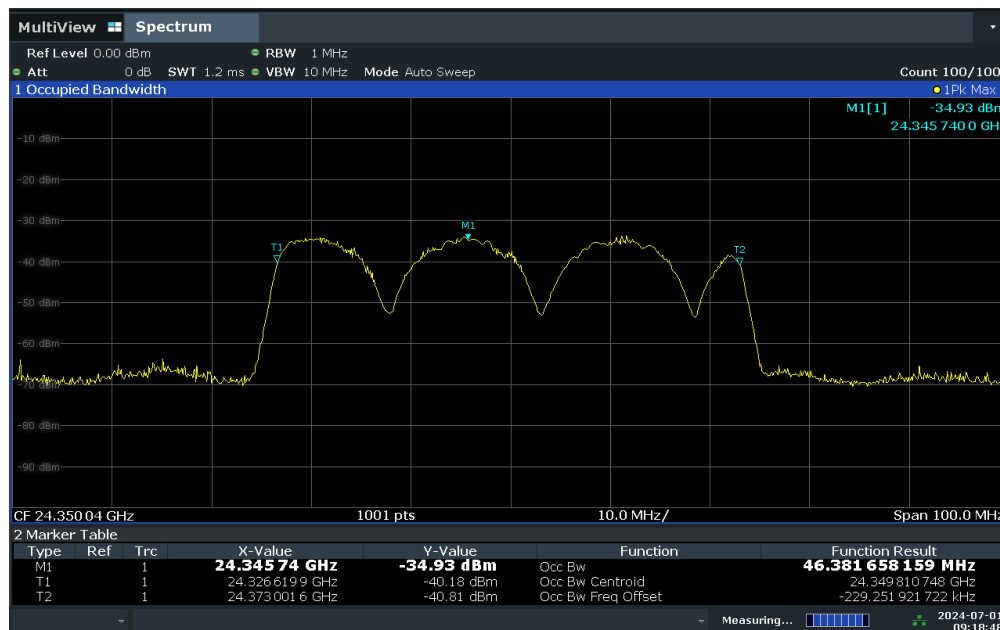 MultiView Spectrum
Ref Level 0.00 dBm RBW 1 MHz
Att 0 dB SWT 1.2 ms VBW 10 MHz Mode Auto Sweep Count 100/100
1 Occupied Bandwidth 1Pk Max
M1[1] -34.93 dBm
24.345 740 0 GH
-10 dBm
-20 dBm
-30 dBm
M1
T1
T2
-40 dBm
-50 dBm
-60 dBm
-70 dBm
-80 dBm
-90 dBm
CF 24.350 04 GHz 1001 pts 10.0 MHz/ Span 100.0 MHz
2 Marker Table
Type Ref Trc X-Value Y-Value Function Function Result
M1 1 24.345 74 GHz -34.93 dBm Occ Bw 46.381 658 159 MHz
T1 1 24.326 619 9 GHz -40.18 dBm Occ Bw Centroid 24.349 810 748 GHz
T2 1 24.373 001 6 GHz -40.81 dBm Occ Bw Freq Offset -229.251 921 722 kHz
Measuring... 2024-07-01
09:18:48